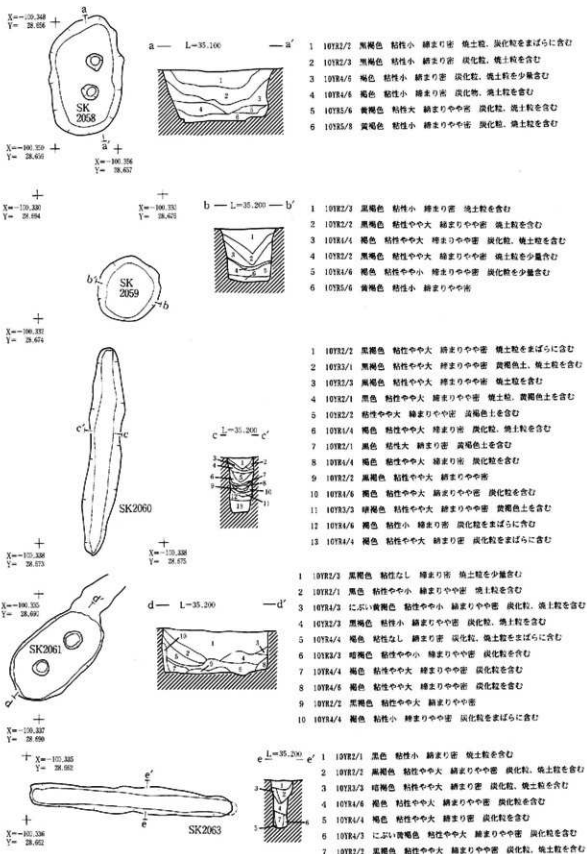 X=-100.348
Y= 28.656
a
SK
2058
a'
X=-100.350
X=-100.356
Y= 28.657
a — L=35.100 — a'
1 10YR2/2 黒褐色 粘性小 締まり密 焼土粒、炭化粒をまばらに含む
2 10YR2/3 黒褐色 粘性小 締まり密 炭化粒、焼土粒を含む
3 10YR4/6 褐色 粘性小 締まり密 炭化粒、焼土粒を少量含む
4 10YR4/6 褐色 粘性小 締まり密 炭化物、焼土粒を含む
5 10YR5/6 黄褐色 粘性大 締まりやや密 炭化粒、焼土粒を含む
6 10YR5/8 黄褐色 粘性小 締まりやや密 炭化粒、焼土粒を含む
X=-100.330
Y= 28.675
SK
2059
b'
b
X=-100.332
Y= 28.674
b — L=35.200 — b'
1 10YR2/3 黒褐色 粘性小 締まり密 焼土粒を含む
2 10YR2/2 黒褐色 粘性やや大 締まりやや密 焼土粒を含む
3 10YR4/4 褐色 粘性やや大 締まりやや密 炭化粒、焼土粒を含む
4 10YR2/2 黒褐色 粘性やや大 締まりやや密 焼土粒を少量含む
5 10YR4/6 褐色 粘性やや小 締まりやや密 炭化粒を少量含む
6 10YR5/6 黄褐色 粘性小 締まりやや密
c'
c
SK2060
X=-100.338
Y= 28.675
L=35.200
c — c'
1 10YR2/2 黒褐色 粘性やや大 締まりやや密 焼土粒をまばらに含む
2 10YR3/1 黒褐色 粘性やや大 締まりやや密 黄褐色土、焼土粒を含む
3 10YR2/3 黒褐色 粘性やや大 締まりやや密 焼土粒を含む
4 10YR2/1 黒色 粘性やや大 締まりやや密 焼土粒、黄褐色土を含む
5 10YR2/2 粘性やや大 締まりやや密 黄褐色土を含む
6 10YR4/4 褐色 粘性やや大 締まり密 炭化粒、焼土粒を含む
7 10YR2/1 黒色 粘性大 締まり密 黄褐色土を含む
8 10YR4/4 褐色 粘性やや大 締まり密 炭化粒を含む
9 10YR2/2 黒褐色 粘性やや大 締まりやや密
10 10YR4/6 褐色 粘性やや大 締まりやや密 炭化粒を含む
11 10YR3/3 暗褐色 粘性やや大 締まりやや密 黄褐色土を含む
12 10YR4/6 褐色 粘性小 締まり密 炭化粒をまばらに含む
13 10YR4/4 褐色 粘性やや大 締まり密 炭化粒をまばらに含む
X=-100.335
SK2061
d'
d
X=-100.337
Y= 28.690
d — L=35.200 — d'
1 10YR2/3 黒褐色 粘性なし 締まり密 焼土粒を少量含む
2 10YR2/1 黒色 粘性やや小 締まりやや密 焼土粒を含む
3 10YR4/3 にぶい黄褐色 粘性やや小 締まりやや密 炭化粒、焼土粒を含む
4 10YR2/3 黒褐色 粘性小 締まりやや密 炭化粒、焼土粒を含む
5 10YR4/4 褐色 粘性なし 締まり密 炭化粒、焼土粒をまばらに含む
6 10YR3/3 暗褐色 粘性やや小 締まりやや密 炭化粒を含む
7 10YR4/4 褐色 粘性やや大 締まりやや密 炭化粒を含む
8 10YR4/6 褐色 粘性やや大 締まりやや密 炭化粒を含む
9 10YR2/2 黒褐色 粘性やや大 締まりやや密
10 10YR4/4 褐色 粘性小 締まりやや密 炭化粒をまばらに含む
X=-100.335
Y= 28.662
e'
e
SK2063
X=-100.336
Y= 28.662
L=35.200
e — e'
1 10YR2/1 黒色 粘性小 締まり密 焼土粒を含む
2 10YR2/2 黒褐色 粘性やや大 締まりやや密 炭化粒、焼土粒を含む
3 10YR3/3 暗褐色 粘性やや大 締まり密 炭化粒、焼土粒を含む
4 10YR4/6 褐色 粘性やや大 締まりやや密 炭化粒を含む
5 10YR4/4 褐色 粘性やや大 締まりやや密 炭化粒を含む
6 10YR4/3 にぶい黄褐色 粘性やや大 締まりやや密 炭化粒を含む
7 10YR2/2 黒褐色 粘性やや大 締まりやや密 炭化粒、焼土粒を含む